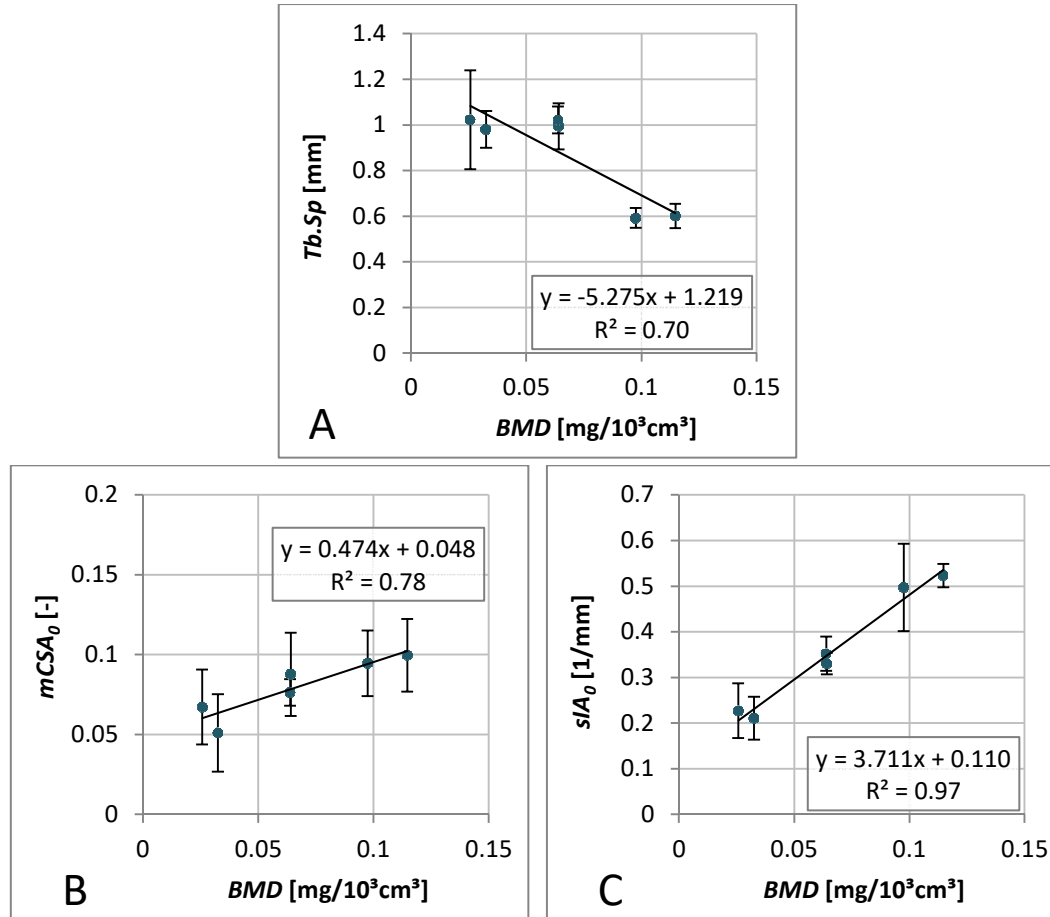 1.4
1.2
1
0.8
0.6
0.4
0.2
0
Tb.Sp [mm]
y = -5.275x + 1.219
R² = 0.70
0 0.05 0.1 0.15
A BMD [mg/10³cm³]
0.2
0.15
0.1
0.05
0
mCSA₀ [-]
y = 0.474x + 0.048
R² = 0.78
0 0.05 0.1 0.15
B BMD [mg/10³cm³]
0.7
0.6
0.5
0.4
0.3
0.2
0.1
0
sIA₀ [1/mm]
y = 3.711x + 0.110
R² = 0.97
0 0.05 0.1 0.15
C BMD [mg/10³cm³]